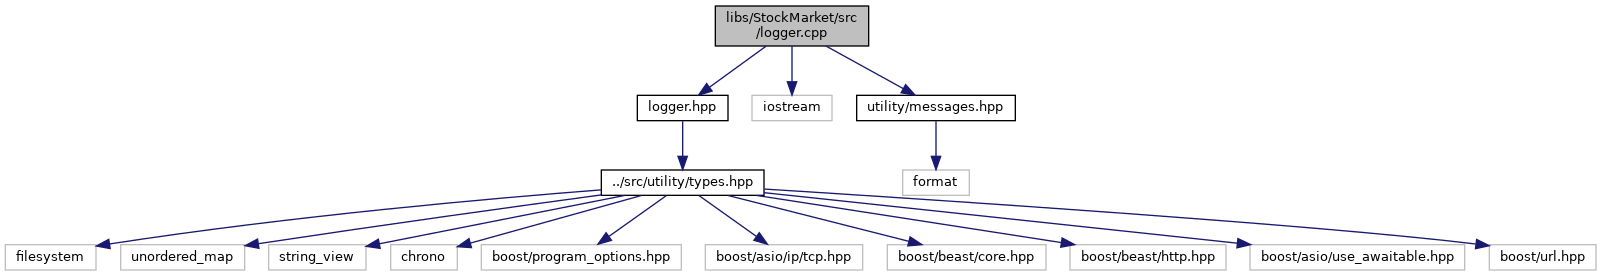 libs/StockMarket/src
/logger.cpp
logger.hpp
iostream
utility/messages.hpp
../src/utility/types.hpp
format
filesystem
unordered_map
string_view
chrono
boost/program_options.hpp
boost/asio/ip/tcp.hpp
boost/beast/core.hpp
boost/beast/http.hpp
boost/asio/use_awaitable.hpp
boost/url.hpp